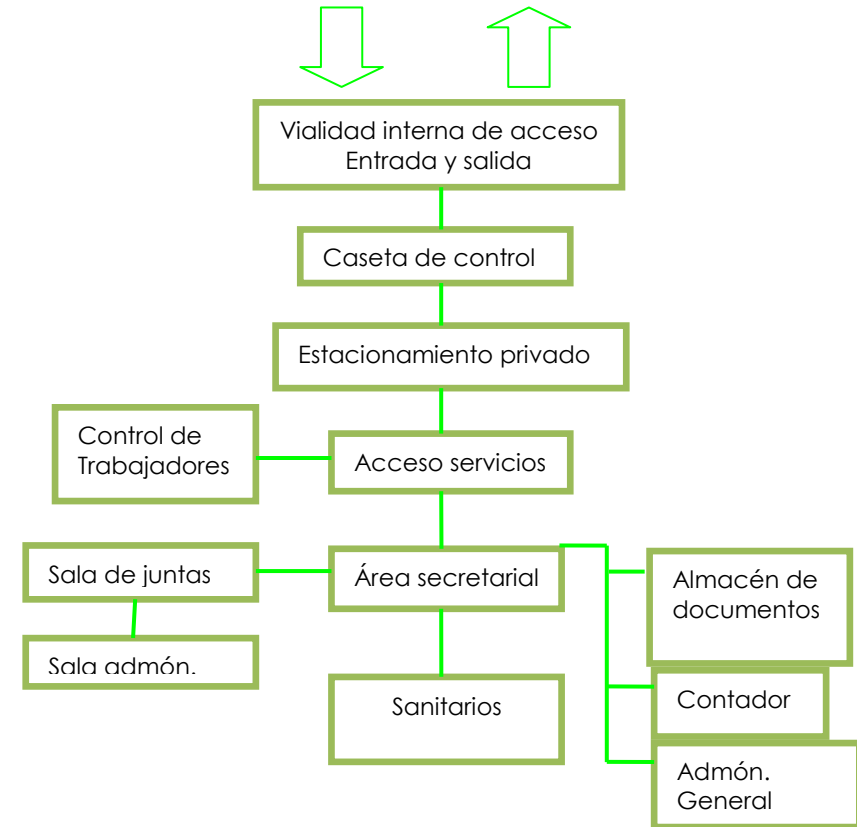 Vialidad interna de acceso
Entrada y salida
Caseta de control
Estacionamiento privado
Control de
Trabajadores
Acceso servicios
Sala de juntas
Área secretarial
Almacén de
documentos
Sala admón.
Sanitarios
Contador
Admón.
General